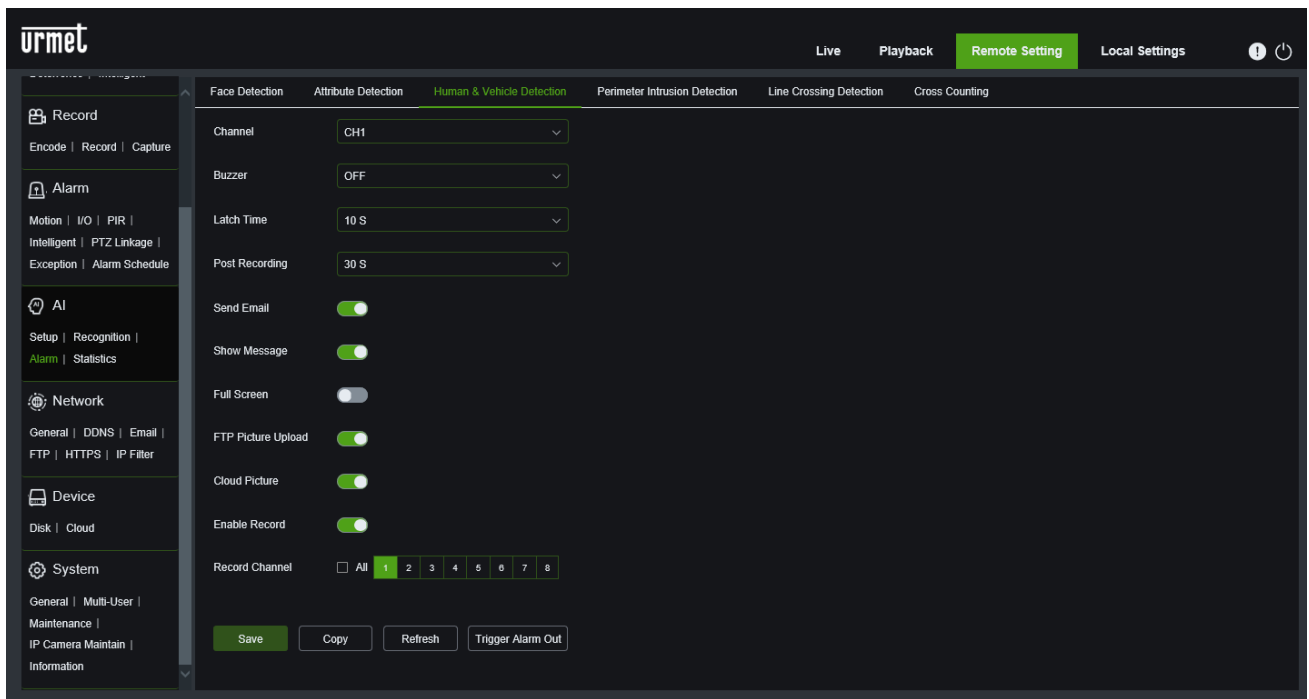 urmet
Live Playback Remote Setting Local Settings
Face Detection Attribute Detection Human & Vehicle Detection Perimeter Intrusion Detection Line Crossing Detection Cross Counting
Record
Encode | Record | Capture
Alarm
Motion | I/O | PIR |
Intelligent | PTZ Linkage |
Exception | Alarm Schedule
AI
Setup | Recognition |
Alarm | Statistics
Network
General | DDNS | Email |
FTP | HTTPS | IP Filter
Device
Disk | Cloud
System
General | Multi-User |
Maintenance |
IP Camera Maintain |
Information
Channel CH1
Buzzer OFF
Latch Time 10 S
Post Recording 30 S
Send Email
Show Message
Full Screen
FTP Picture Upload
Cloud Picture
Enable Record
Record Channel All 1 2 3 4 5 6 7 8
Save Copy Refresh Trigger Alarm Out